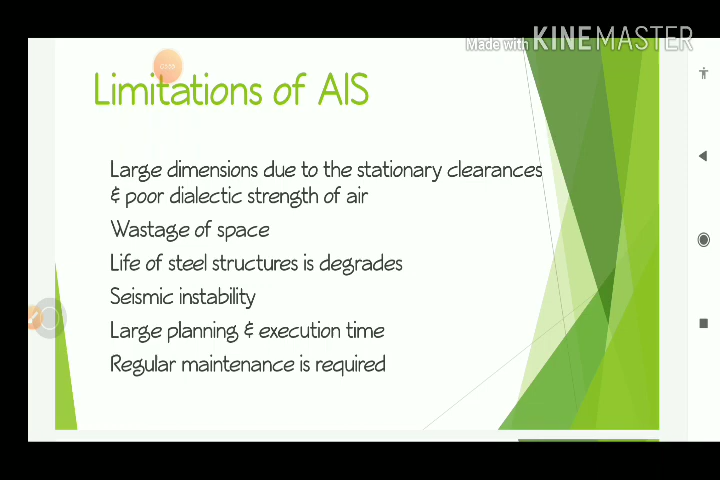 Made with KINEMASTER
Limitations of AIS
Large dimensions due to the stationary clearances
& poor dialectic strength of air
Wastage of space
Life of steel structures is degrades
Seismic instability
Large planning & execution time
Regular maintenance is required